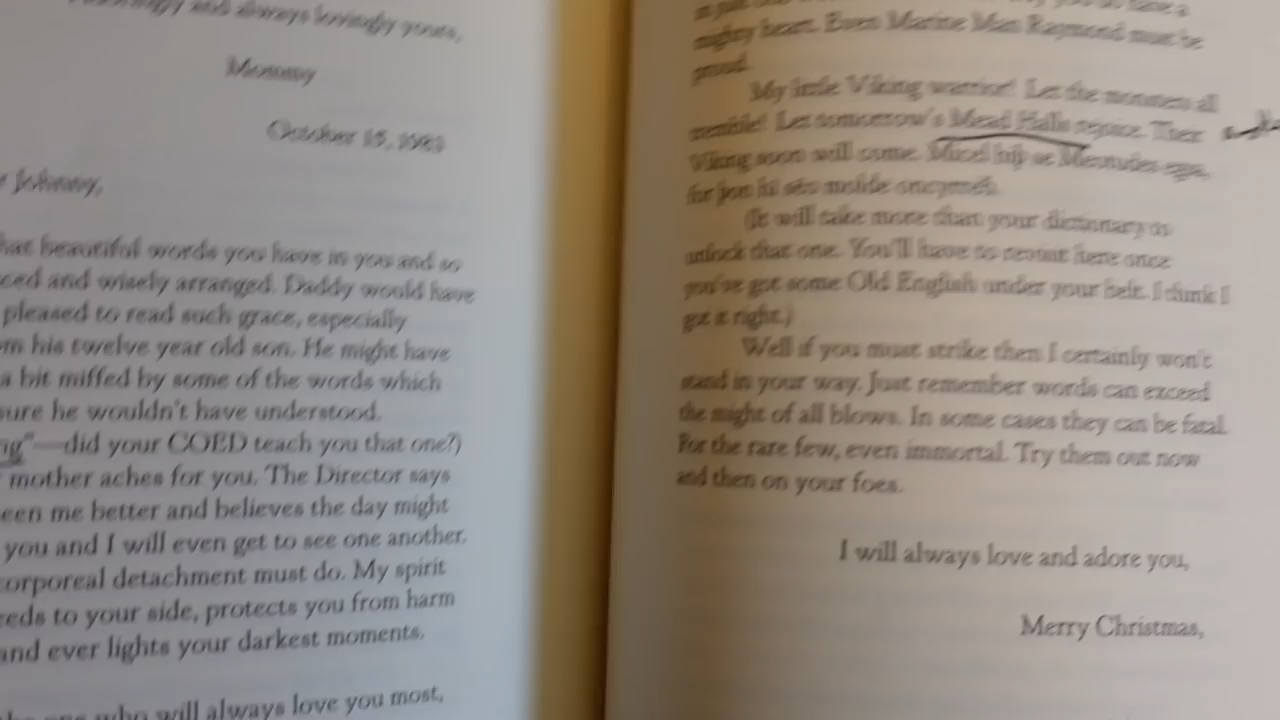 always lovingly yours,
Mommy
October 15, 1983
Johnny,
hat beautiful words you have in you and so
ced and wisely arranged. Daddy would have
pleased to read such grace, especially
om his twelve year old son. He might have
a bit miffed by some of the words which
sure he wouldn't have understood.
ng"—did your COED teach you that one?)
mother aches for you. The Director says
een me better and believes the day might
you and I will even get to see one another.
corporeal detachment must do. My spirit
eeds to your side, protects you from harm
and ever lights your darkest moments.
one who will always love you most,
mighty heart. Even Marine Man Raymond must be
proud.
My little Viking warrior! Let the monsters all
tremble! Let tomorrow's Mead Halls rejoice. Their
Viking soon will come.
(It will take more than your dictionary to
unlock that one. You'll have to return here once
you've got some Old English under your belt. I think I
got it right.)
Well if you must strike then I certainly won't
stand in your way. Just remember words can exceed
the might of all blows. In some cases they can be fatal.
For the rare few, even immortal. Try them out now
and then on your foes.
I will always love and adore you,
Merry Christmas,